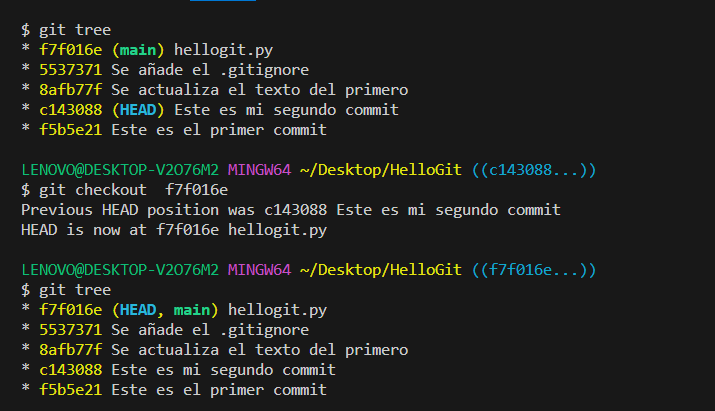 $ git tree
* f7f016e (main) hellogit.py
* 5537371 Se añade el .gitignore
* 8afb77f Se actualiza el texto del primero
* c143088 (HEAD) Este es mi segundo commit
* f5b5e21 Este es el primer commit
LENOVO@DESKTOP-V2O76M2 MINGW64 ~/Desktop/HelloGit ((c143088...))
$ git checkout  f7f016e
Previous HEAD position was c143088 Este es mi segundo commit
HEAD is now at f7f016e hellogit.py
LENOVO@DESKTOP-V2O76M2 MINGW64 ~/Desktop/HelloGit ((f7f016e...))
$ git tree
* f7f016e (HEAD, main) hellogit.py
* 5537371 Se añade el .gitignore
* 8afb77f Se actualiza el texto del primero
* c143088 Este es mi segundo commit
* f5b5e21 Este es el primer commit